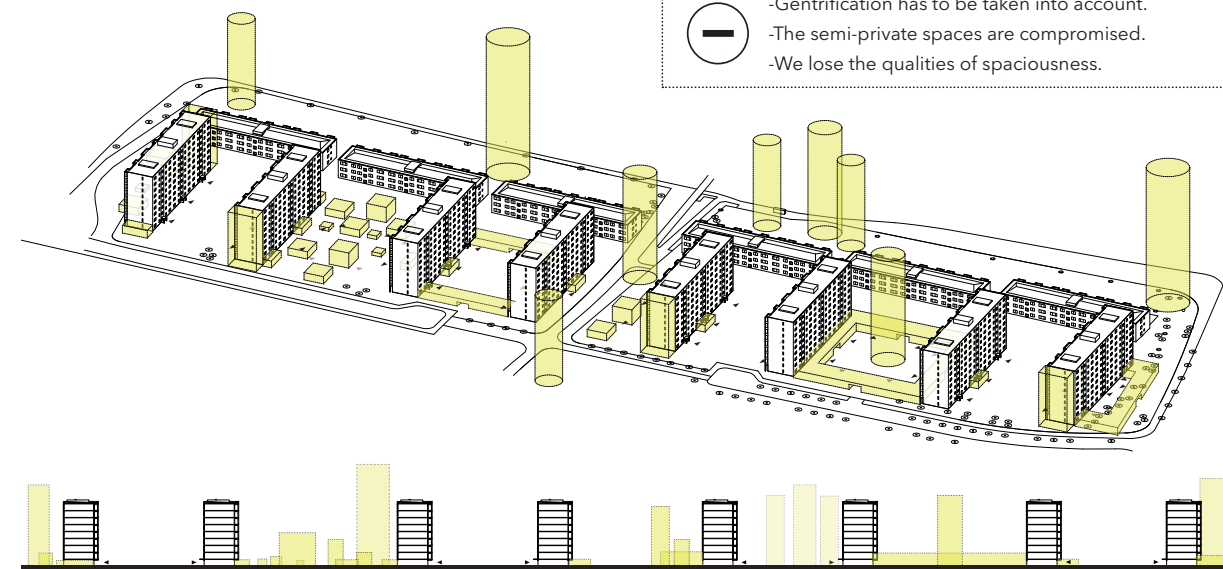 -Gentrification has to be taken into account.
-The semi-private spaces are compromised.
-We lose the qualities of spaciousness.